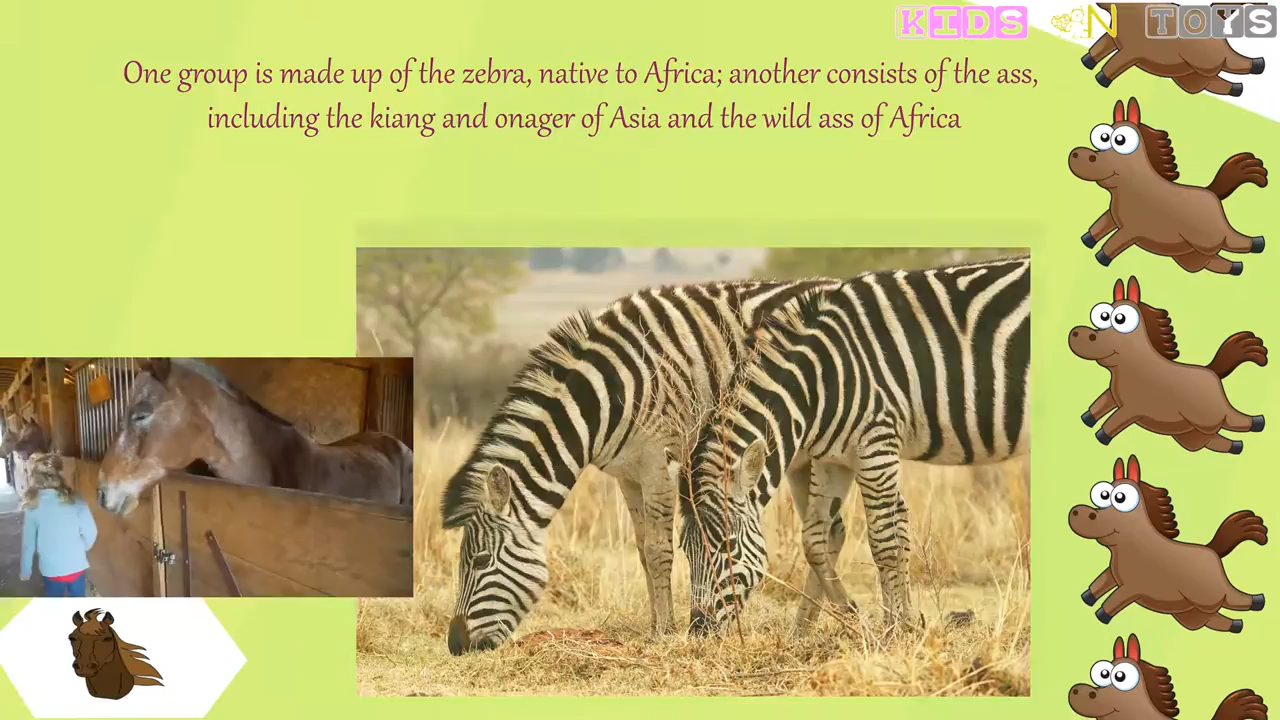 KIDS N TOYS
One group is made up of the zebra, native to Africa; another consists of the ass,
including the kiang and onager of Asia and the wild ass of Africa